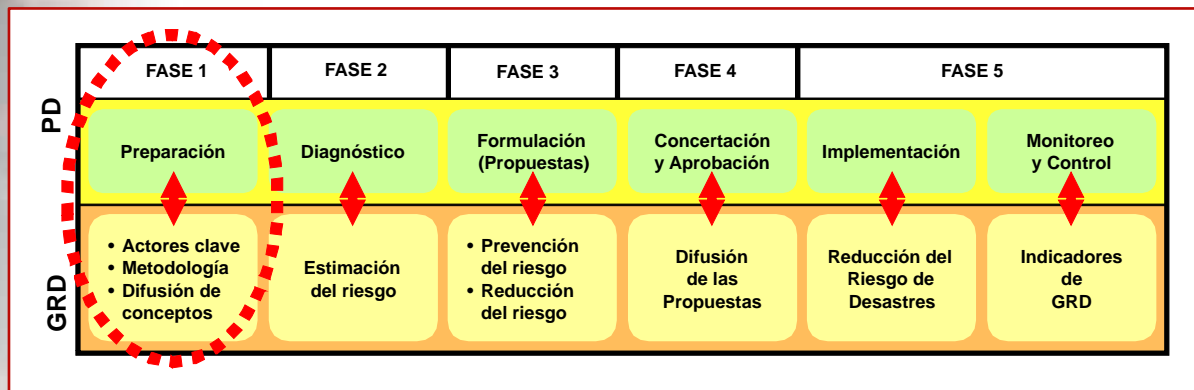 FASE 1
FASE 2
FASE 3
FASE 4
FASE 5
PD
Preparación
Diagnóstico
Formulación
(Propuestas)
Concertación
y Aprobación
Implementación
Monitoreo
y Control
GRD
• Actores clave
• Metodología
• Difusión de
conceptos
Estimación
del riesgo
• Prevención
del riesgo
• Reducción
del riesgo
Difusión
de las
Propuestas
Reducción del
Riesgo de
Desastres
Indicadores
de
GRD